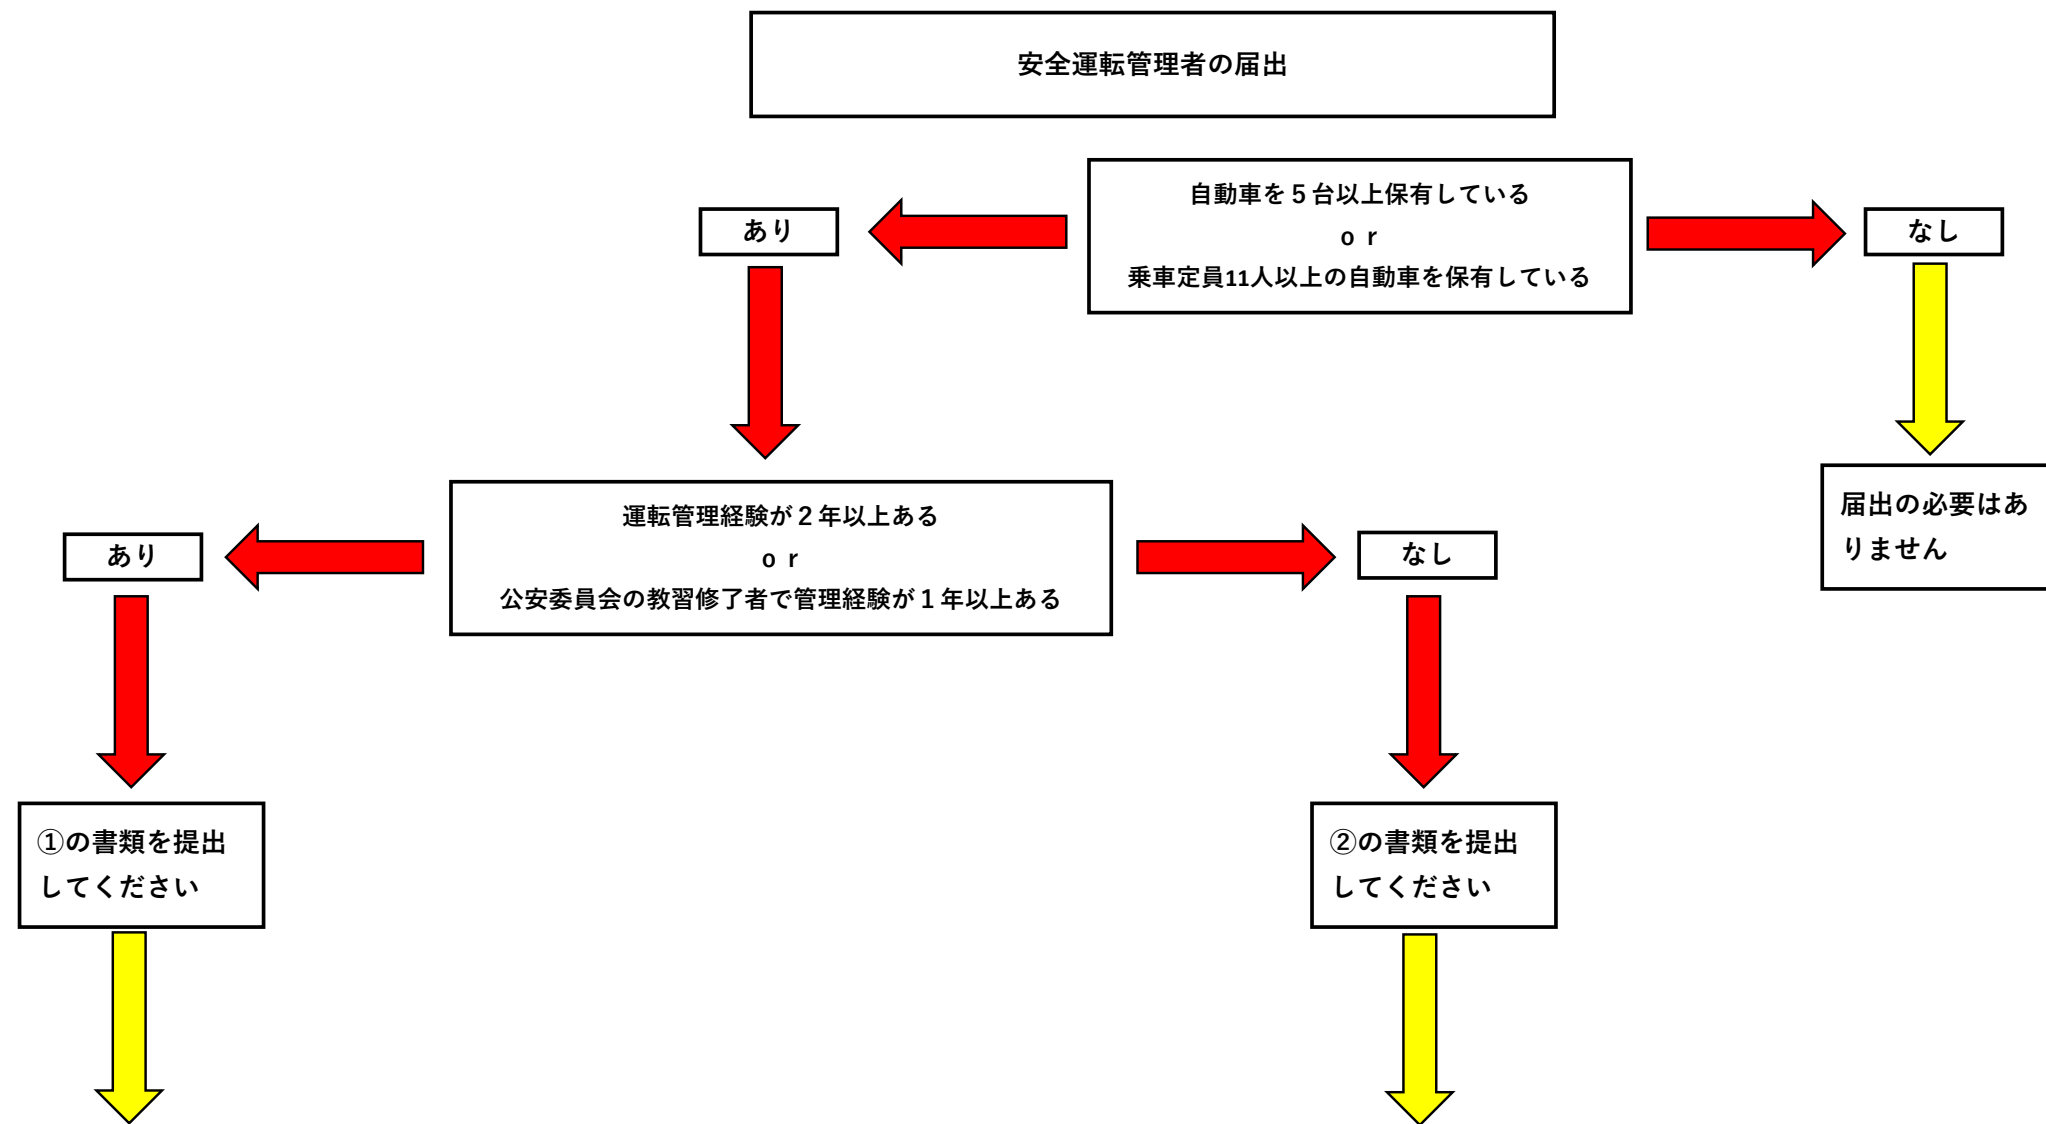 安全運転管理者の届出
自動車を５台以上保有している
ｏｒ
乗車定員11人以上の自動車を保有している
あり
なし
運転管理経験が２年以上ある
ｏｒ
公安委員会の教習修了者で管理経験が１年以上ある
届出の必要はあ
りません
あり
なし
①の書類を提出
してください
②の書類を提出
してください